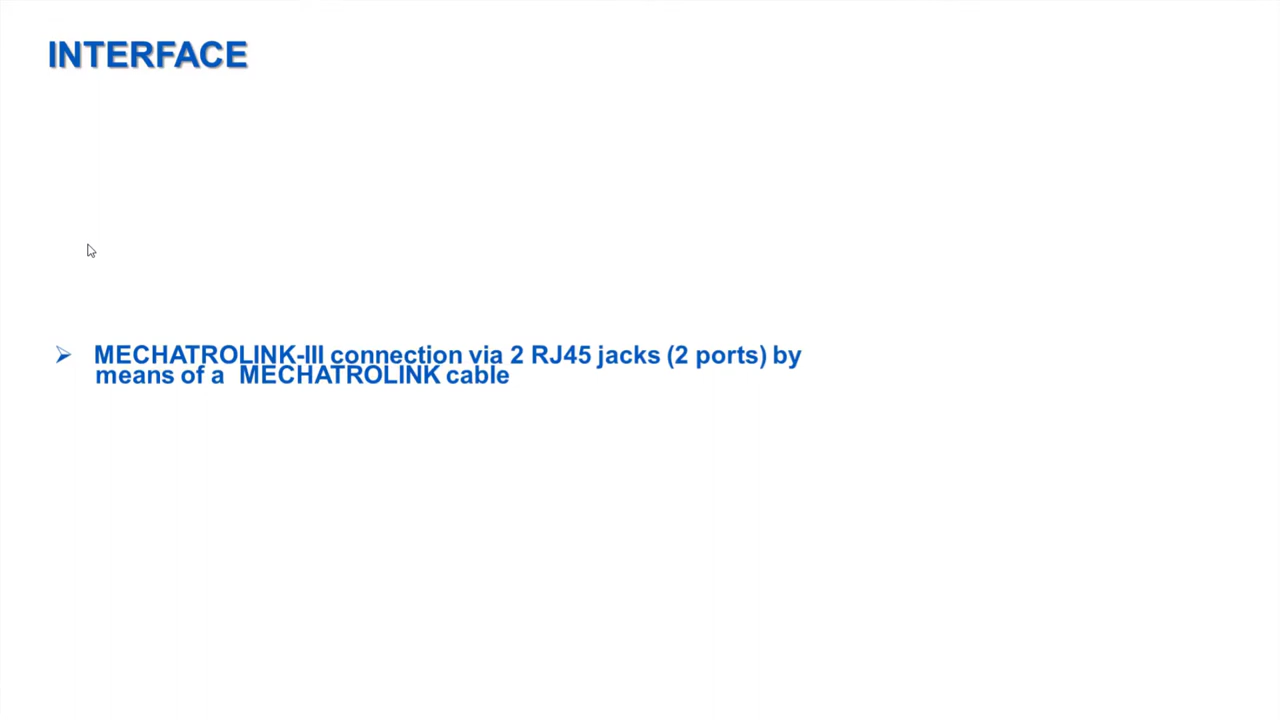 INTERFACE
➢ MECHATROLINK-III connection via 2 RJ45 jacks (2 ports) by
means of a MECHATROLINK cable